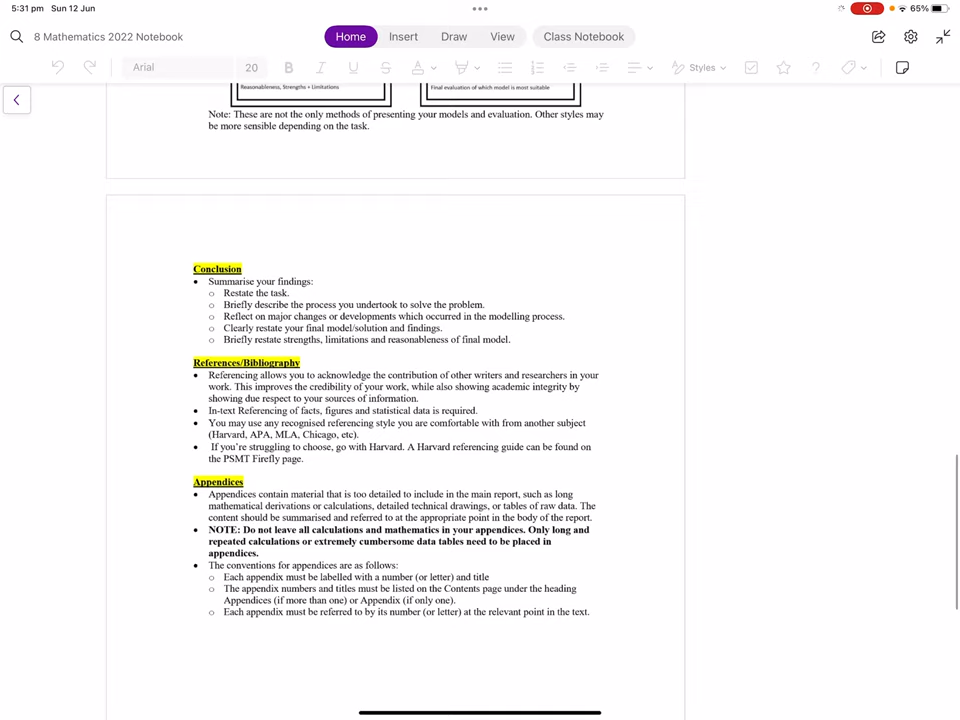 5:31 pm Sun 12 Jun
65%
8 Mathematics 2022 Notebook
Home Insert Draw View Class Notebook
Arial 20 B I U S A Styles ?
Reasonableness, Strengths + Limitations
Final evaluation of which model is most suitable
Note: These are not the only methods of presenting your models and evaluation. Other styles may
be more sensible depending on the task.
Conclusion
• Summarise your findings:
o Restate the task.
o Briefly describe the process you undertook to solve the problem.
o Reflect on major changes or developments which occurred in the modelling process.
o Clearly restate your final model/solution and findings.
o Briefly restate strengths, limitations and reasonableness of final model.
References/Bibliography
• Referencing allows you to acknowledge the contribution of other writers and researchers in your
work. This improves the credibility of your work, while also showing academic integrity by
showing due respect to your sources of information.
• In-text Referencing of facts, figures and statistical data is required.
• You may use any recognised referencing style you are comfortable with from another subject
(Harvard, APA, MLA, Chicago, etc).
• If you're struggling to choose, go with Harvard. A Harvard referencing guide can be found on
the PSMT Firefly page.
Appendices
• Appendices contain material that is too detailed to include in the main report, such as long
mathematical derivations or calculations, detailed technical drawings, or tables of raw data. The
content should be summarised and referred to at the appropriate point in the body of the report.
• NOTE: Do not leave all calculations and mathematics in your appendices. Only long and
repeated calculations or extremely cumbersome data tables need to be placed in
appendices.
• The conventions for appendices are as follows:
o Each appendix must be labelled with a number (or letter) and title
o The appendix numbers and titles must be listed on the Contents page under the heading
Appendices (if more than one) or Appendix (if only one).
o Each appendix must be referred to by its number (or letter) at the relevant point in the text.